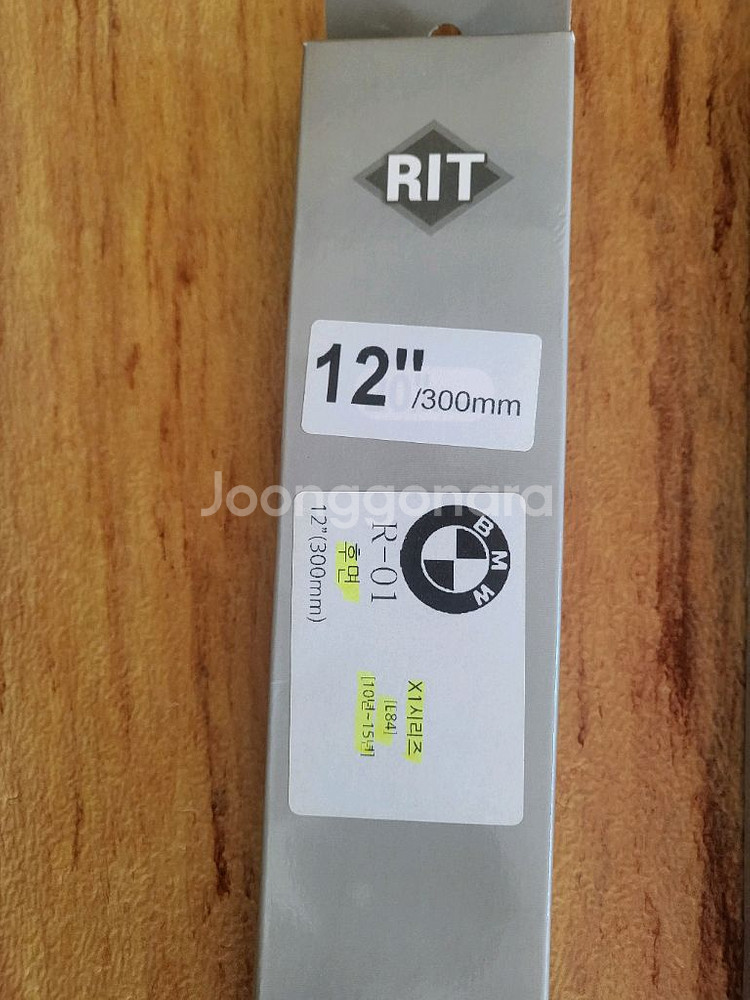 RIT
12"/300mm
Joonggonara
BMW
R-01
후면
12"(300mm)
X1시리즈
[E84]
[10년~15년]